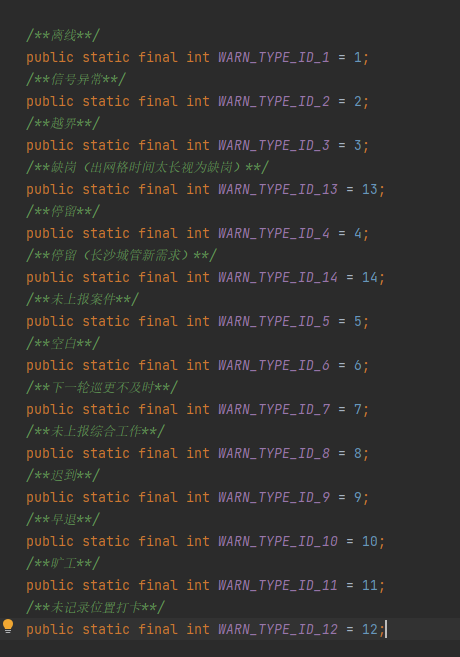 /**离线**/
public static final int WARN_TYPE_ID_1 = 1;
/**信号异常**/
public static final int WARN_TYPE_ID_2 = 2;
/**越界**/
public static final int WARN_TYPE_ID_3 = 3;
/**缺岗（出网格时间太长视为缺岗）**/
public static final int WARN_TYPE_ID_13 = 13;
/**停留**/
public static final int WARN_TYPE_ID_4 = 4;
/**停留（长沙城管新需求）**/
public static final int WARN_TYPE_ID_14 = 14;
/**未上报案件**/
public static final int WARN_TYPE_ID_5 = 5;
/**空白**/
public static final int WARN_TYPE_ID_6 = 6;
/**下一轮巡更不及时**/
public static final int WARN_TYPE_ID_7 = 7;
/**未上报综合工作**/
public static final int WARN_TYPE_ID_8 = 8;
/**迟到**/
public static final int WARN_TYPE_ID_9 = 9;
/**早退**/
public static final int WARN_TYPE_ID_10 = 10;
/**旷工**/
public static final int WARN_TYPE_ID_11 = 11;
/**未记录位置打卡**/
public static final int WARN_TYPE_ID_12 = 12;